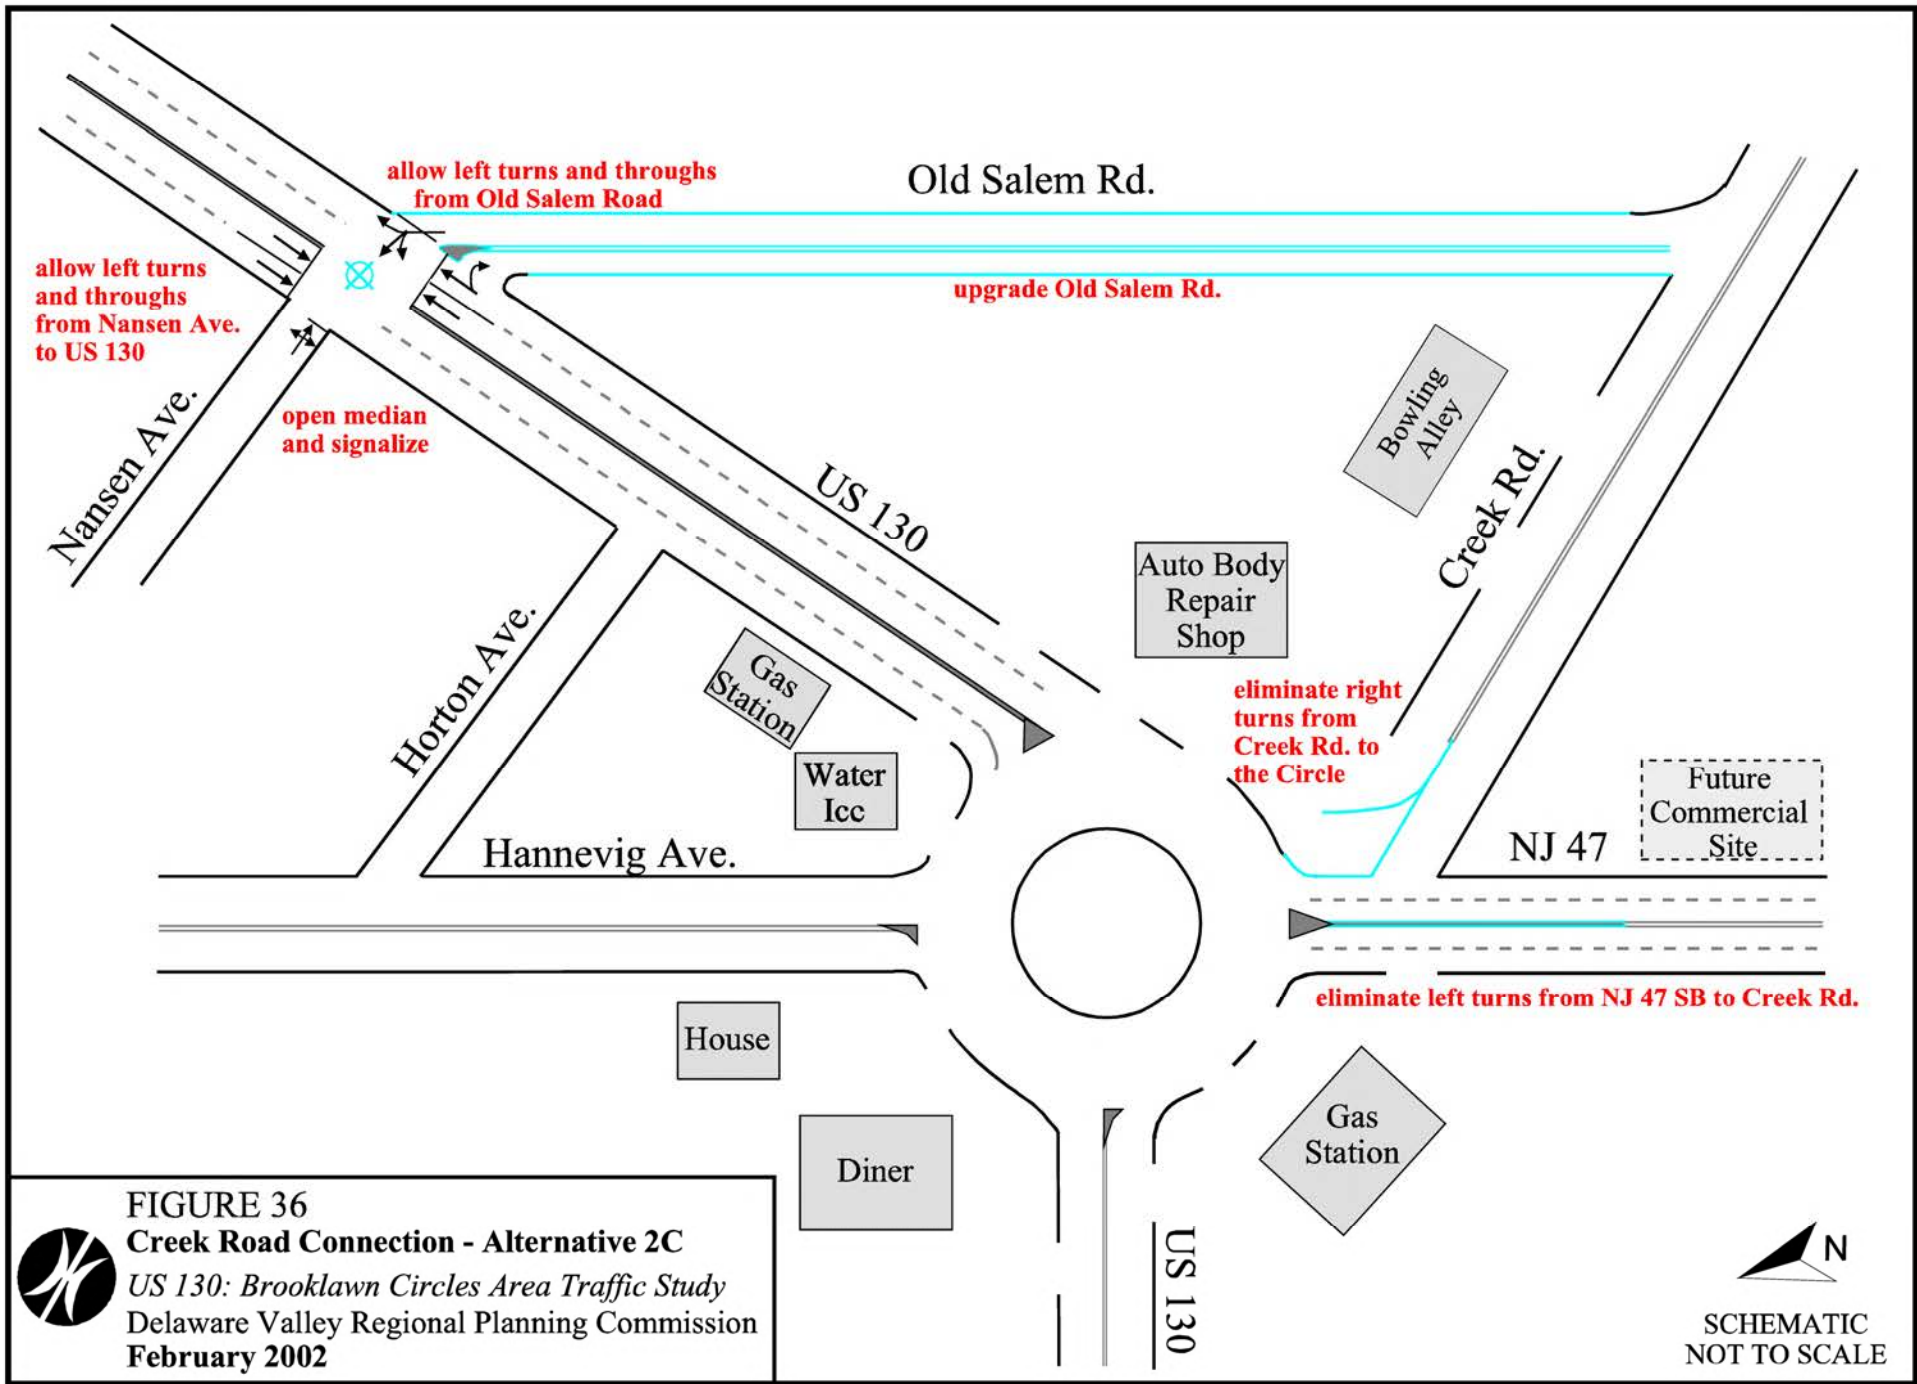 allow left turns and throughs
from Old Salem Road
Old Salem Rd.
allow left turns
and throughs
from Nansen Ave.
to US 130
upgrade Old Salem Rd.
open median
and signalize
Nansen Ave.
US 130
Bowling
Alley
Creek Rd.
Auto Body
Repair
Shop
Horton Ave.
Gas
Station
eliminate right
turns from
Creek Rd. to
the Circle
Water
Icc
Future
Commercial
Site
Hannevig Ave.
NJ 47
eliminate left turns from NJ 47 SB to Creek Rd.
House
Diner
Gas
Station
US 130
FIGURE 36
Creek Road Connection - Alternative 2C
US 130: Brooklawn Circles Area Traffic Study
Delaware Valley Regional Planning Commission
February 2002
N
SCHEMATIC
NOT TO SCALE